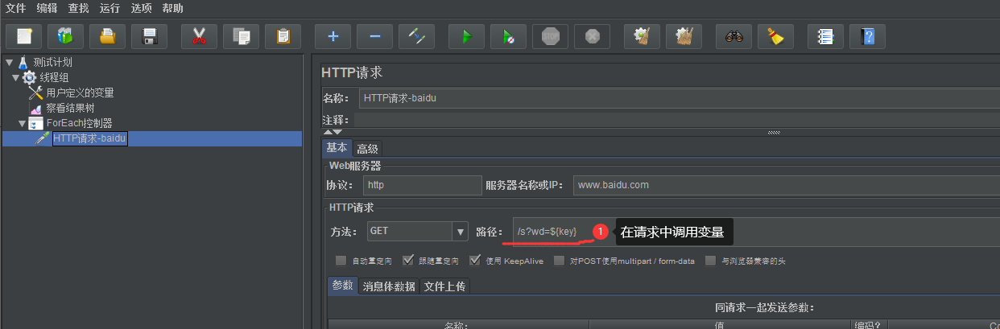 文件 编辑 查找 运行 选项 帮助
STOP
测试计划
线程组
用户定义的变量
察看结果树
ForEach控制器
HTTP请求-baidu
HTTP请求
名称： HTTP请求-baidu
注释：
基本 高级
Web服务器
协议： http 服务器名称或IP： www.baidu.com
HTTP请求
方法： GET 路径： /s?wd=${key} 1 在请求中调用变量
自动重定向 跟随重定向 使用 KeepAlive 对POST使用multipart / form-data 与浏览器兼容的头
参数 消息体数据 文件上传
同请求一起发送参数：
名称： 值 编码？ Co